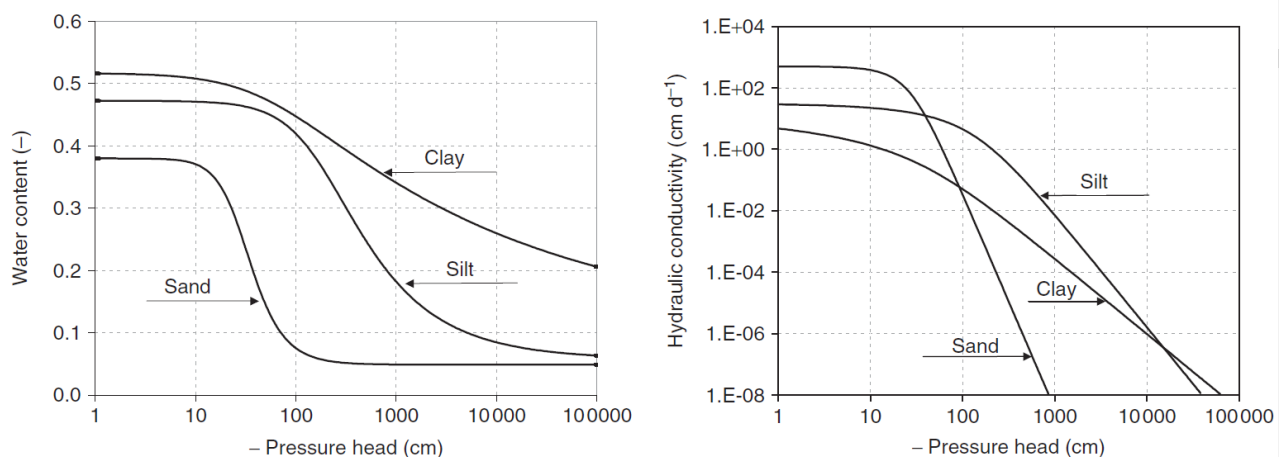 0.6
0.5
0.4
0.3
0.2
0.1
0.0
Water content (–)
Clay
Silt
Sand
1 10 100 1000 10000 100000
– Pressure head (cm)
1.E+04
1.E+02
1.E+00
1.E–02
1.E–04
1.E–06
1.E–08
Hydraulic conductivity (cm d⁻¹)
Silt
Clay
Sand
1 10 100 1000 10000 100000
– Pressure head (cm)